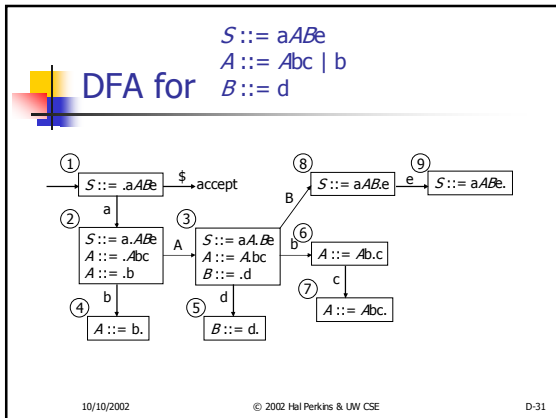 S ::= aABe
A ::= Abc | b
DFA for B ::= d
1
S ::= .aABe
$
accept
8
S ::= aAB.e
e
9
S ::= aABe.
a
B
2
S ::= a.ABe
A ::= .Abc
A ::= .b
A
3
S ::= aA.Be
A ::= A.bc
B ::= .d
b
6
A ::= Ab.c
b
d
c
4
A ::= b.
5
B ::= d.
7
A ::= Abc.
10/10/2002
© 2002 Hal Perkins & UW CSE
D-31